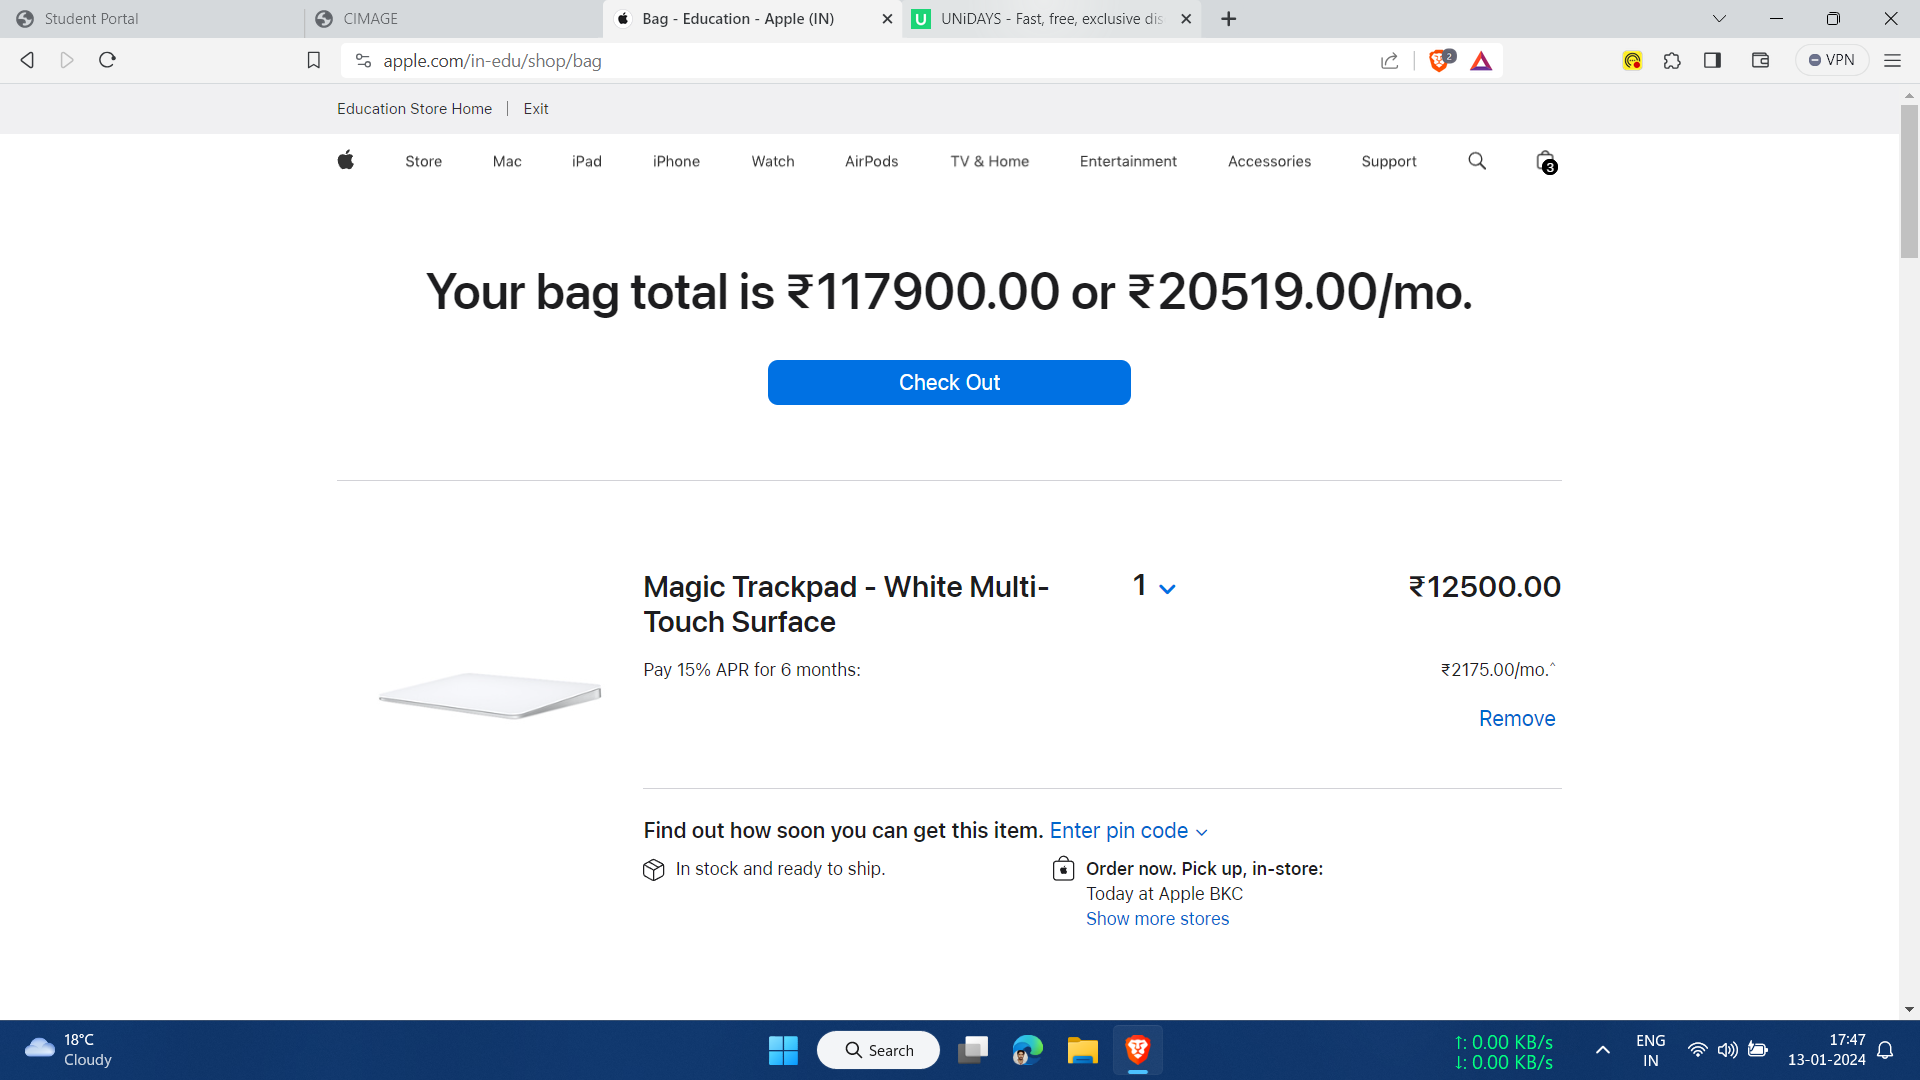 Student Portal
CIMAGE
Bag - Education - Apple (IN)
UNiDAYS - Fast, free, exclusive dis
apple.com/in-edu/shop/bag
2
VPN
Education Store Home | Exit
Store Mac iPad iPhone Watch AirPods TV & Home Entertainment Accessories Support
3
Your bag total is ₹117900.00 or ₹20519.00/mo.
Check Out
Magic Trackpad - White Multi-
Touch Surface
1
₹12500.00
Pay 15% APR for 6 months:
₹2175.00/mo.^
Remove
Find out how soon you can get this item. Enter pin code
In stock and ready to ship.
Order now. Pick up, in-store:
Today at Apple BKC
Show more stores
18°C
Cloudy
Search
↑: 0.00 KB/s
↓: 0.00 KB/s
ENG
IN
17:47
13-01-2024